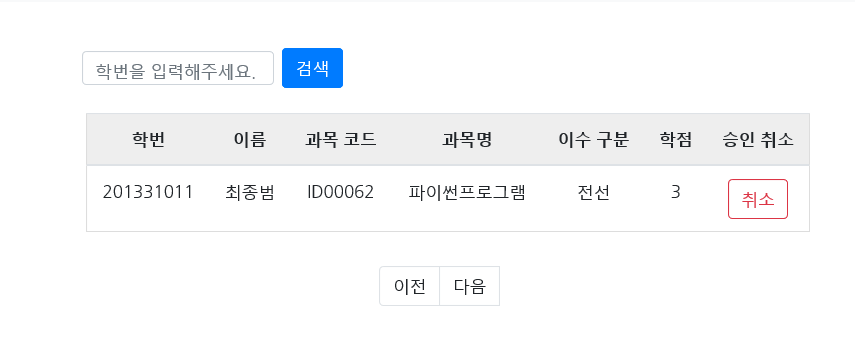 학번을 입력해주세요. 검색
학번 이름 과목 코드 과목명 이수 구분 학점 승인 취소
201331011 최종범 ID00062 파이썬프로그램 전선 3 취소
이전 다음